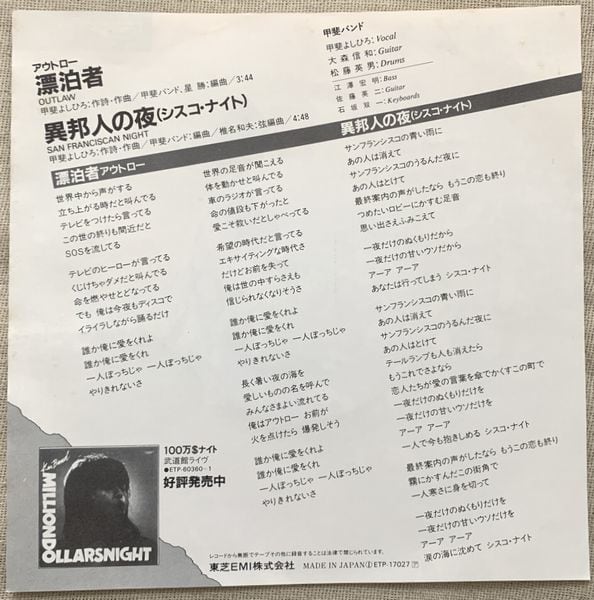 アウトロー
漂泊者
OUTLAW
甲斐よしひろ:作詩・作曲/甲斐バンド、星 勝:編曲/3:44
異邦人の夜(シスコ・ナイト)
SAN FRANCISCAN NIGHT
甲斐よしひろ:作詩・作曲/甲斐バンド:編曲/椎名和夫:弦編曲/4:48
甲斐バンド
甲斐よしひろ:Vocal
大森信和:Guitar
松藤英男:Drums
江澤宏明:Bass
佐藤英二:Guitar
石坂双一:Keyboards
漂泊者アウトロー
世界中から声がする
立ち上がる時だと叫んでる
テレビをつけたら言ってる
この世の終りも間近だと
SOSを流してる
テレビのヒーローが言ってる
くじけちゃダメだと叫んでる
命を燃やせとどなってる
でも 俺は今夜もディスコで
イライラしながら踊るだけ
誰か俺に愛をくれよ
誰か俺に愛をくれ
一人ぼっちじゃ 一人ぼっちじゃ
やりきれないさ
世界の足音が聞こえる
体を動かせと叫んでる
車のラジオが言ってる
命の値段も下がったと
愛こそ救いだとしゃべってる
希望の時代だと言ってる
エキサイティングな時代さ
だけどお前を失って
俺は世の中すらさえも
信じられなくなりそうさ
誰か俺に愛をくれよ
誰か俺に愛をくれ
一人ぼっちじゃ 一人ぼっちじゃ
やりきれないさ
長く暑い夜の海を
愛しいものの名を呼んで
みんなさまよい流れてる
俺はアウトロー お前が
火を点けたら 爆発しそう
誰か俺に愛をくれよ
誰か俺に愛をくれ
一人ぼっちじゃ 一人ぼっちじゃ
やりきれないさ
異邦人の夜(シスコ・ナイト)
サンフランシスコの青い雨に
あの人は消えて
サンフランシスコのうるんだ夜に
あの人はとけて
最終案内の声がしたなら もうこの恋も終り
つめたいロビーにかすむ足音
思い出さえふみこえて
一夜だけのぬくもりだから
一夜だけの甘いウソだから
アーア アーア
あなたは行ってしまう シスコ・ナイト
サンフランシスコの青い雨に
あの人は消えて
サンフランシスコのうるんだ夜に
あの人はとけて
テールランプも人も消えたら
もうこれでさよなら
恋人たちが愛の言葉を傘でかくすこの町で
一夜だけのぬくもりだけを
一夜だけの甘いウソだけを
アーア アーア
一人で今も抱きしめる シスコ・ナイト
最終案内の声がしたなら もうこの恋も終り
霧にかすんだこの街角で
一人寒さに身を切って
一夜だけのぬくもりだけを
一夜だけの甘いウソだけを
アーア アーア
涙の海に沈めて シスコ・ナイト
Kai Band
MILLIONDO
OLLARSNIGHT
100万$ナイト
武道館ライヴ
●ETP-60360~1
好評発売中
レコードから無断でテープその他に録音することは法律で禁じられています。
東芝EMI株式会社 MADE IN JAPAN Ⓘ ETP-17027 Ⓟ